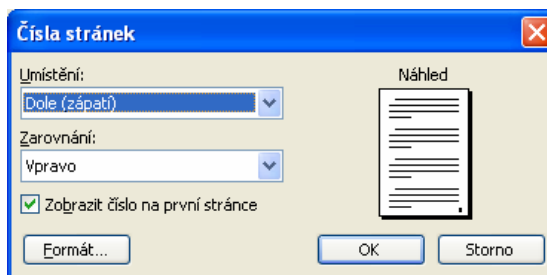 Čísla stránek
Umístění:
Náhled
Dole (zápatí)
Zarovnání:
Vpravo
Zobrazit číslo na první stránce
Formát...
OK
Storno